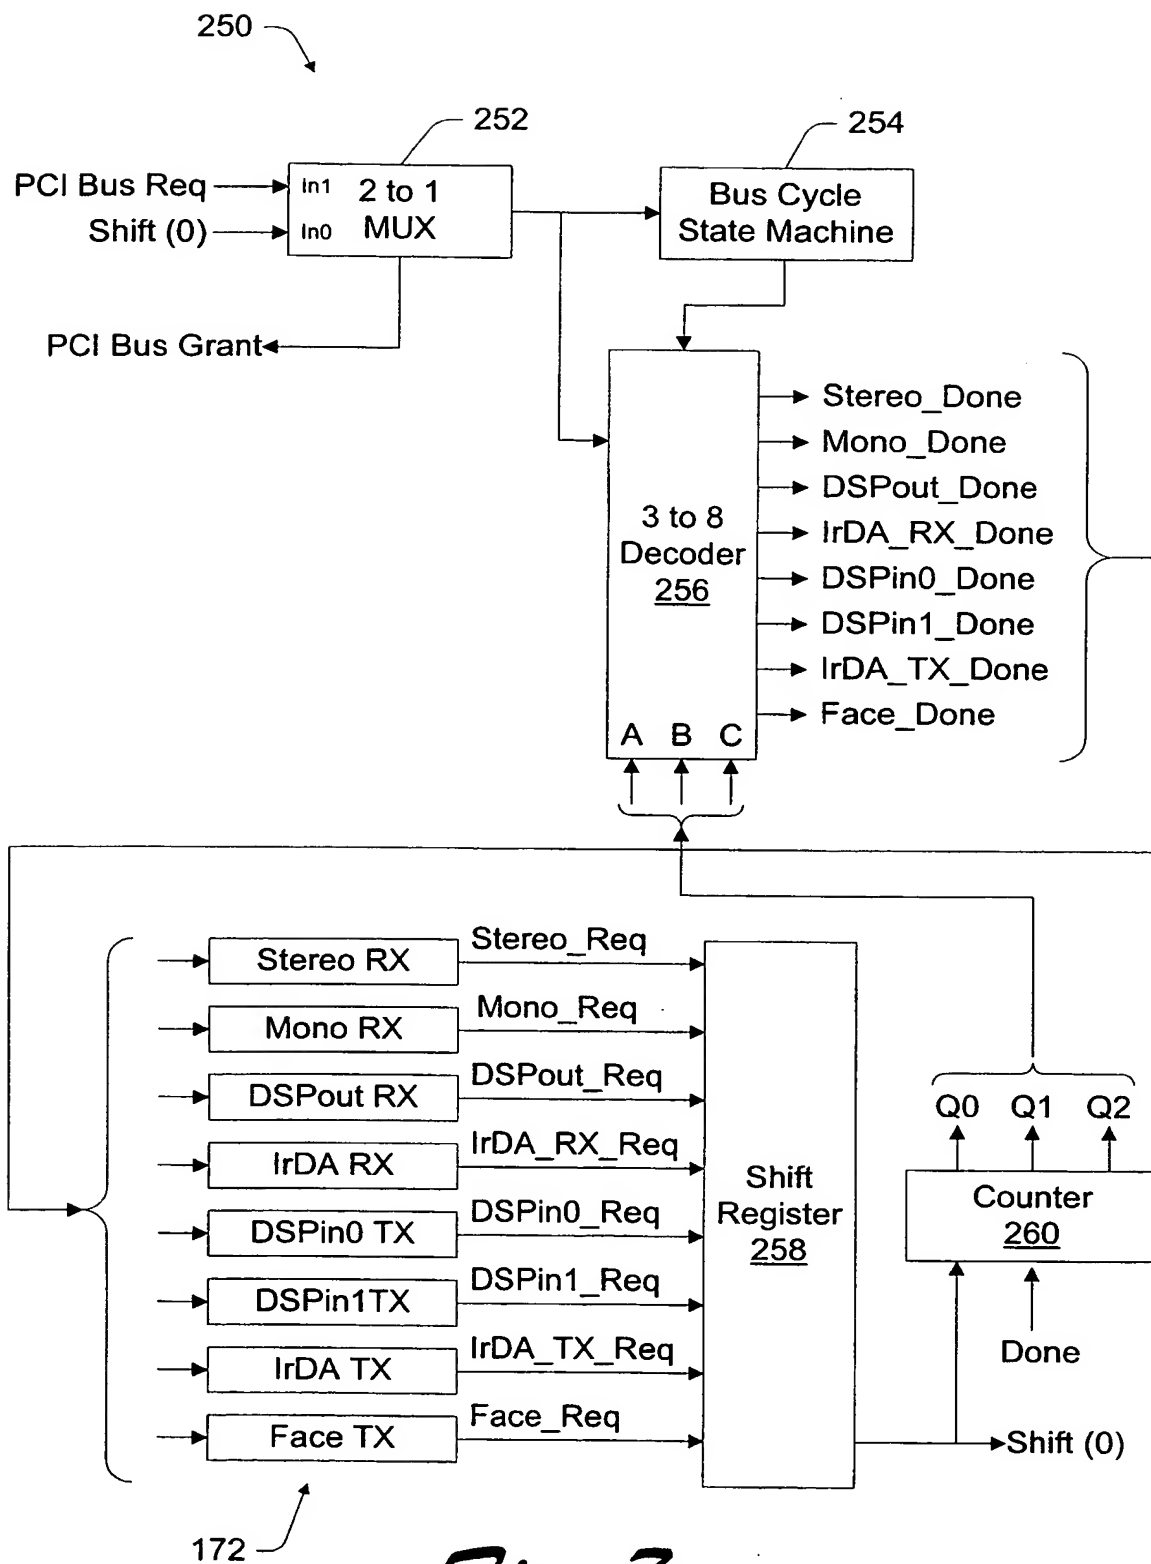 250
252
254
PCI Bus Req
In1
2 to 1
MUX
Shift (0)
In0
Bus Cycle
State Machine
PCI Bus Grant
Stereo_Done
Mono_Done
DSPout_Done
IrDA_RX_Done
DSPin0_Done
DSPin1_Done
IrDA_TX_Done
Face_Done
3 to 8
Decoder
256
A B C
Stereo RX
Stereo_Req
Mono RX
Mono_Req
DSPout RX
DSPout_Req
IrDA RX
IrDA_RX_Req
DSPin0 TX
DSPin0_Req
DSPin1TX
DSPin1_Req
IrDA TX
IrDA_TX_Req
Face TX
Face_Req
Shift
Register
258
Q0 Q1 Q2
Counter
260
Done
Shift (0)
172